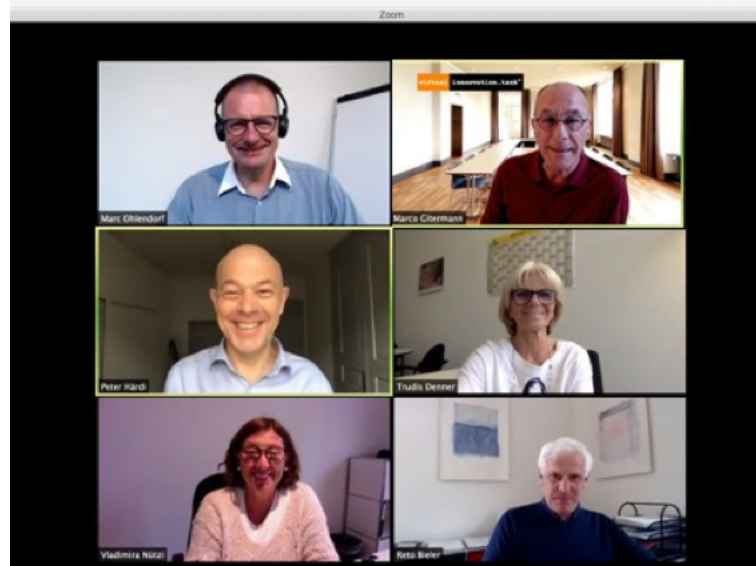 Zoom
virtual innovation.task
Marc Ohlendorf
Marco Gitermann
Peter Härdi
Trudis Denner
Vladimira Nützi
Reto Bieler